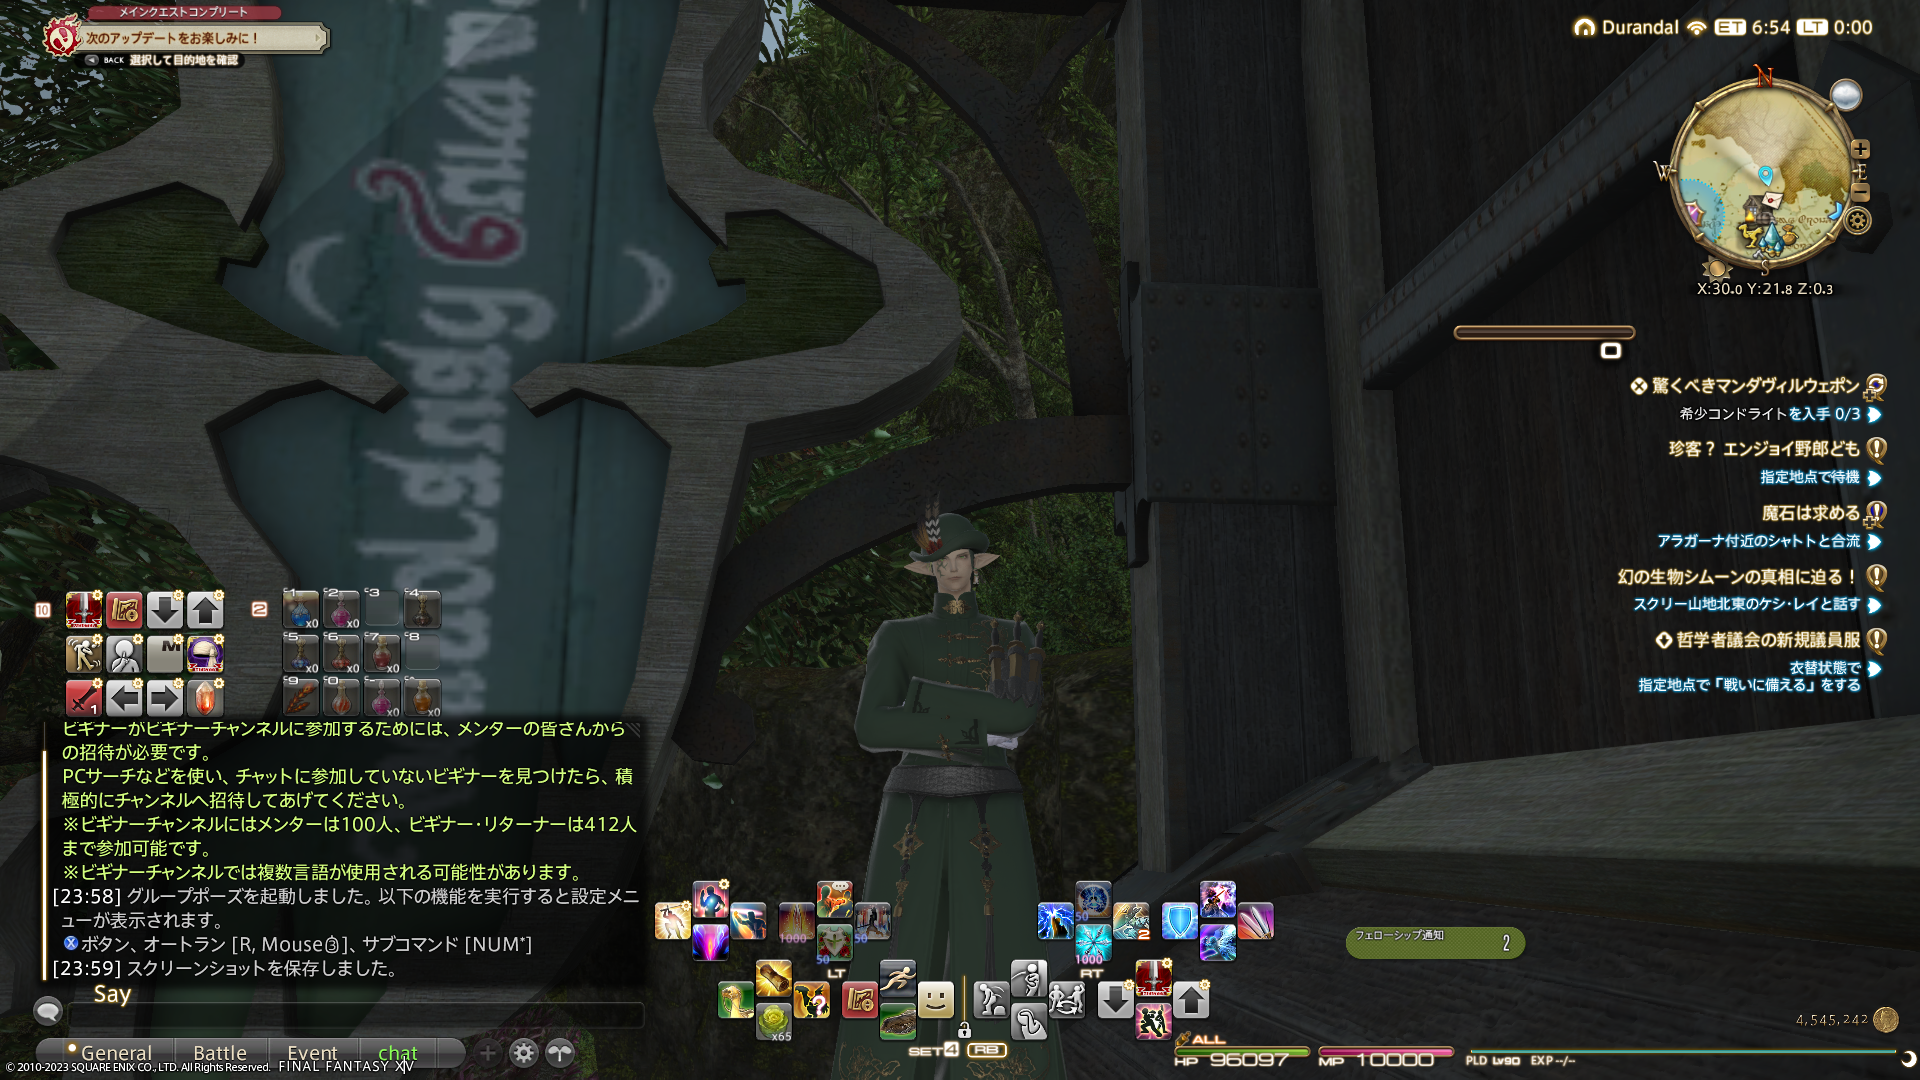 メインクエストコンプリート
次のアップデートをお楽しみに！
BACK 選択して目的地を確認
Durandal ET 6:54 LT 0:00
N
W
E
S
X:30.0 Y:21.8 Z:0.3
驚くべきマンダヴィルウェポン
希少コンドライトを入手 0/3
珍客？ エンジョイ野郎ども
指定地点で待機
魔石は求める
アラガーナ付近のシャトトと合流
幻の生物シムーンの真相に迫る！
スクリー山地北東のケシ・レイと話す
哲学者議会の新規議員服
衣替状態で
指定地点で「戦いに備える」をする
10
2
ビギナーがビギナーチャンネルに参加するためには、メンターの皆さんから
の招待が必要です。
PCサーチなどを使い、チャットに参加していないビギナーを見つけたら、積
極的にチャンネルへ招待してあげてください。
※ビギナーチャンネルにはメンターは100人、ビギナー・リターナーは412人
まで参加可能です。
※ビギナーチャンネルでは複数言語が使用される可能性があります。
[23:58] グループポーズを起動しました。以下の機能を実行すると設定メニ
ューが表示されます。
ボタン、オートラン [R, Mouse③]、サブコマンド [NUM*]
[23:59] スクリーンショットを保存しました。
Say
General Battle Event chat
© 2010-2023 SQUARE ENIX CO., LTD. All Rights Reserved. FINAL FANTASY XIV
LT
RT
x65
SET4 RB
フェローシップ通知 2
4,545,242
ALL
HP 96097 MP 10000 PLD Lv90 EXP --/--